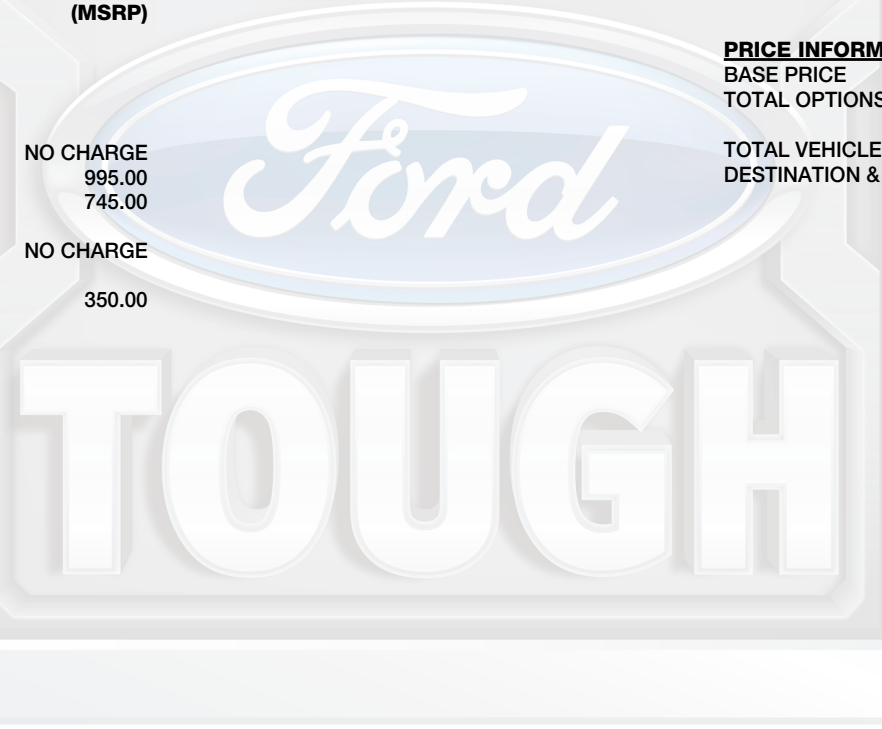 (MSRP)
NO CHARGE
995.00
745.00
NO CHARGE
350.00
PRICE INFORM
BASE PRICE
TOTAL OPTIONS
TOTAL VEHICLE
DESTINATION &
Ford
TOUGH